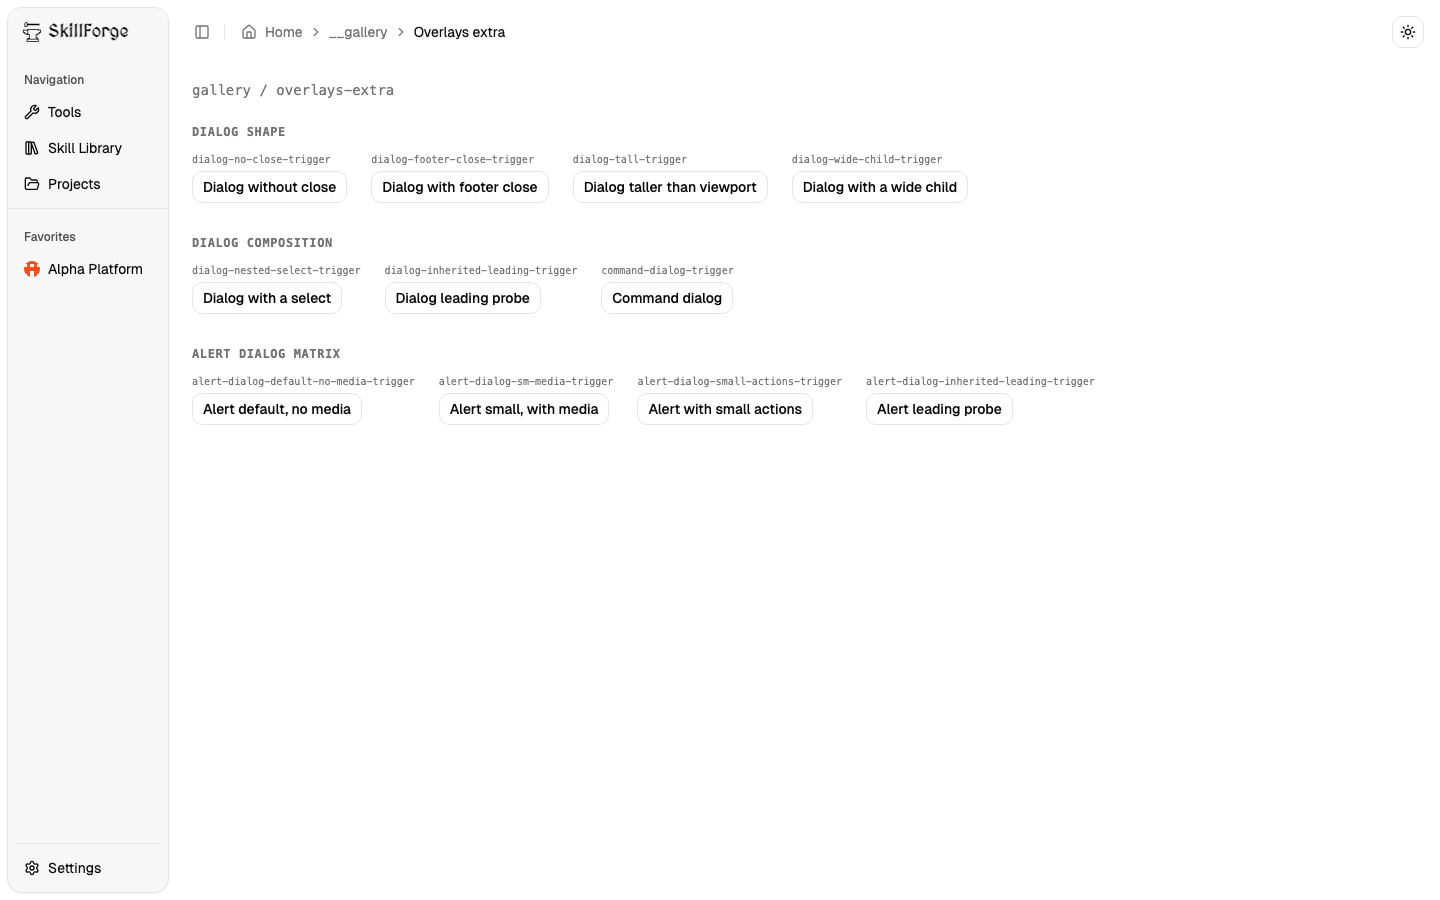 SkillForge
Navigation
Tools
Skill Library
Projects
Favorites
Alpha Platform
Settings
Home > __gallery > Overlays extra
gallery / overlays-extra
DIALOG SHAPE
dialog-no-close-trigger dialog-footer-close-trigger dialog-tall-trigger dialog-wide-child-trigger
Dialog without close Dialog with footer close Dialog taller than viewport Dialog with a wide child
DIALOG COMPOSITION
dialog-nested-select-trigger dialog-inherited-leading-trigger command-dialog-trigger
Dialog with a select Dialog leading probe Command dialog
ALERT DIALOG MATRIX
alert-dialog-default-no-media-trigger alert-dialog-sm-media-trigger alert-dialog-small-actions-trigger alert-dialog-inherited-leading-trigger
Alert default, no media Alert small, with media Alert with small actions Alert leading probe